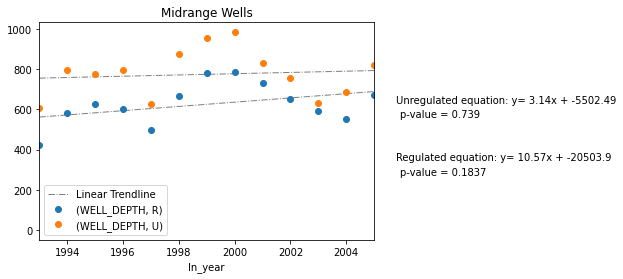 Midrange Wells
1000
800
600
400
200
0
Linear Trendline
(WELL_DEPTH, R)
(WELL_DEPTH, U)
1994 1996 1998 2000 2002 2004
In_year
Unregulated equation: y= 3.14x + -5502.49
p-value = 0.739
Regulated equation: y= 10.57x + -20503.9
p-value = 0.1837